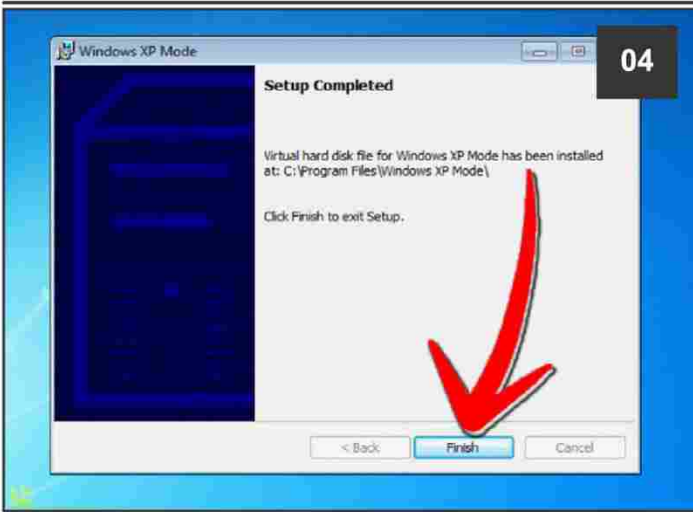 Windows XP Mode
04
Setup Completed
Virtual hard disk file for Windows XP Mode has been installed
at: C:\Program Files\Windows XP Mode\
Click Finish to exit Setup.
< Back
Finish
Cancel